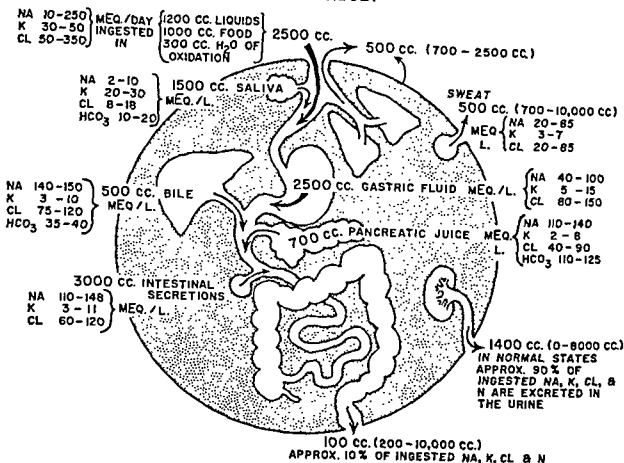 NA 10-250
K 30-50
CL 50-350
MEQ./DAY
INGESTED
IN
1200 CC. LIQUIDS
1000 CC. FOOD
300 CC. H2O OF
OXIDATION
2500 CC.
500 CC. (700 - 2500 CC.)
NA 2-10
K 20-30
CL 8-18
HCO3 10-20
MEQ./L.
1500 CC. SALIVA
SWEAT
500 CC. (700-10,000 CC)
MEQ
L.
NA 20-85
K 3-7
CL 20-85
NA 140-150
K 3-10
CL 75-120
HCO3 35-40
500 CC. BILE
MEQ/L.
2500 CC. GASTRIC FLUID
MEQ./L.
NA 40-100
K 5-15
CL 80-150
700 CC. PANCREATIC JUICE
MEQ.
L.
NA 110-140
K 2-8
CL 40-90
HCO3 110-125
3000 CC. INTESTINAL
SECRETIONS
NA 110-148
K 3-11
CL 60-120
MEQ./L.
1400 CC. (0-8000 CC.)
IN NORMAL STATES
APPROX. 90% OF
INGESTED NA, K, CL, &
N ARE EXCRETED IN
THE URINE
100 CC. (200-10,000 CC.)
APPROX. 10% OF INGESTED NA, K, CL & N